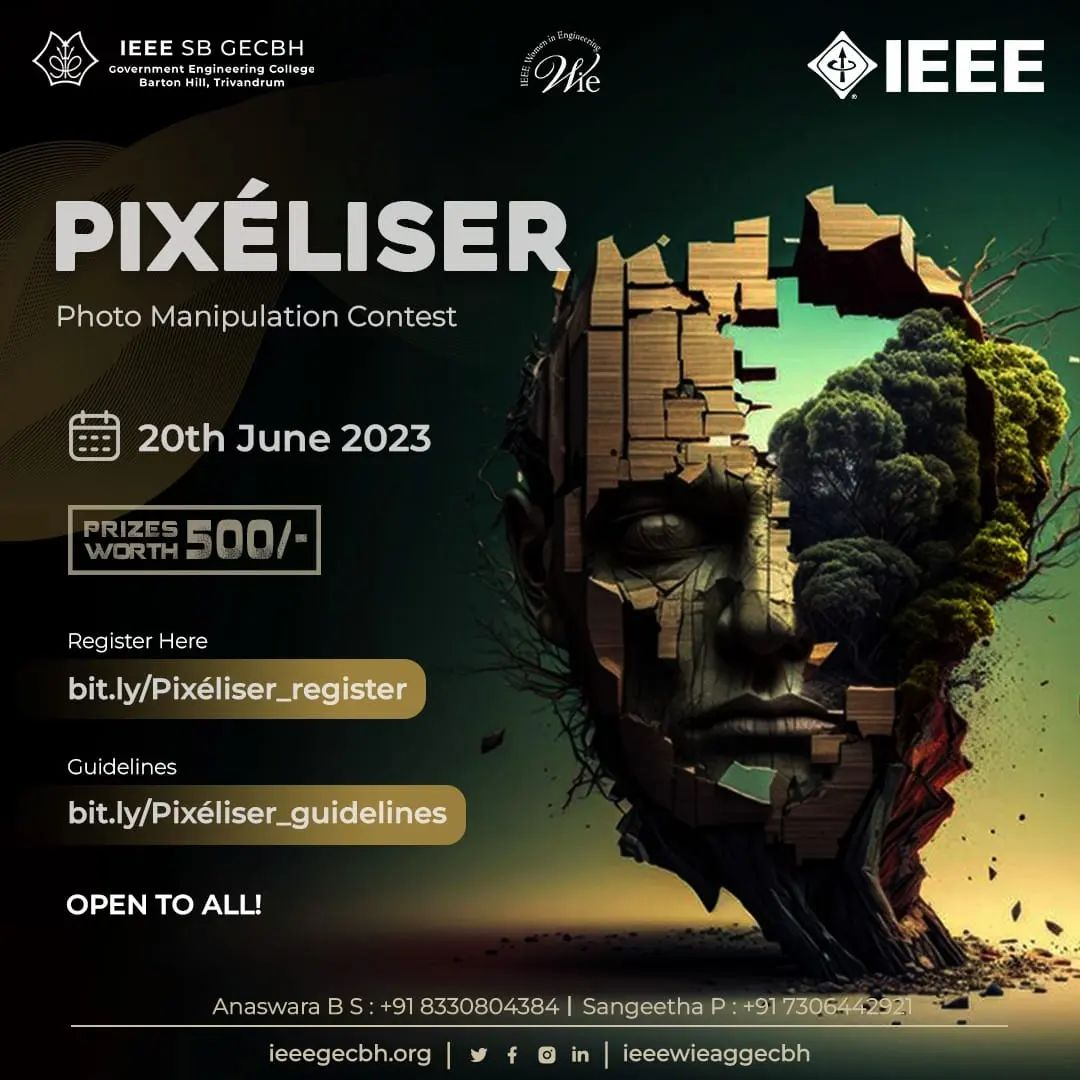 IEEE SB GECBH
Government Engineering College
Barton Hill, Trivandrum
IEEE Women in Engineering
Wie
IEEE
®
PIXÉLISER
Photo Manipulation Contest
20th June 2023
PRIZES
WORTH 500/-
Register Here
bit.ly/Pixéliser_register
Guidelines
bit.ly/Pixéliser_guidelines
OPEN TO ALL!
Anaswara B S : +91 8330804384 | Sangeetha P : +91 7306442921
ieeegecbh.org | | ieeewieaggecbh